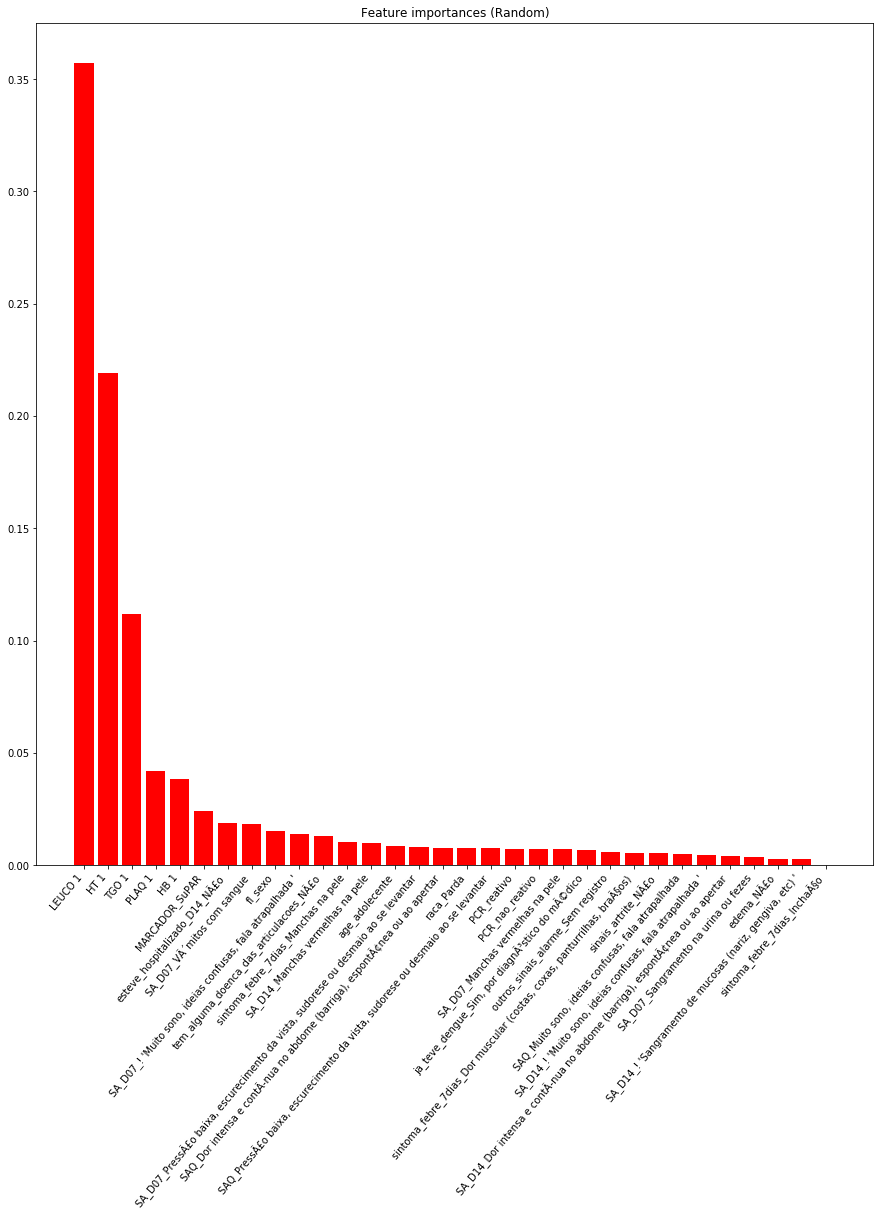 Feature importances (Random)
0.35
0.30
0.25
0.20
0.15
0.10
0.05
0.00
LEUCO 1
HT 1
TGO 1
PLAQ 1
HB 1
MARCADOR_SuPAR
esteve_hospitalizado_D14_NÃ£o
SA_D07_VÃ´mitos com sangue
fl_sexo
SA_D07_! 'Muito sono, ideias confusas, fala atrapalhada '
tem_alguma_doenca_das_articulacoes_NÃ£o
sintoma_febre_7dias_Manchas na pele
SA_D14_Manchas vermelhas na pele
age_adolecente
SA_D07_PressÃ£o baixa, escurecimento da vista, sudorese ou desmaio ao se levantar
SAQ_Dor intensa e contÃ­nua no abdome (barriga), espontÃ¢nea ou ao apertar
raca_Parda
SAQ_PressÃ£o baixa, escurecimento da vista, sudorese ou desmaio ao se levantar
PCR_reativo
PCR_nao_reativo
SA_D07_Manchas vermelhas na pele
ja_teve_dengue_Sim, por diagnÃ³stico do mÃ©dico
outros_sinais_alarme_Sem registro
sintoma_febre_7dias_Dor muscular (costas, coxas, panturrilhas, braÃ§os)
sinais_artrite_NÃ£o
SAQ_Muito sono, ideias confusas, fala atrapalhada
SA_D14_! 'Muito sono, ideias confusas, fala atrapalhada '
SA_D14_Dor intensa e contÃ­nua no abdome (barriga), espontÃ¢nea ou ao apertar
SA_D07_Sangramento na urina ou fezes
edema_NÃ£o
SA_D14_! 'Sangramento de mucosas (nariz, gengiva, etc) '
sintoma_febre_7dias_InchaÃ§o